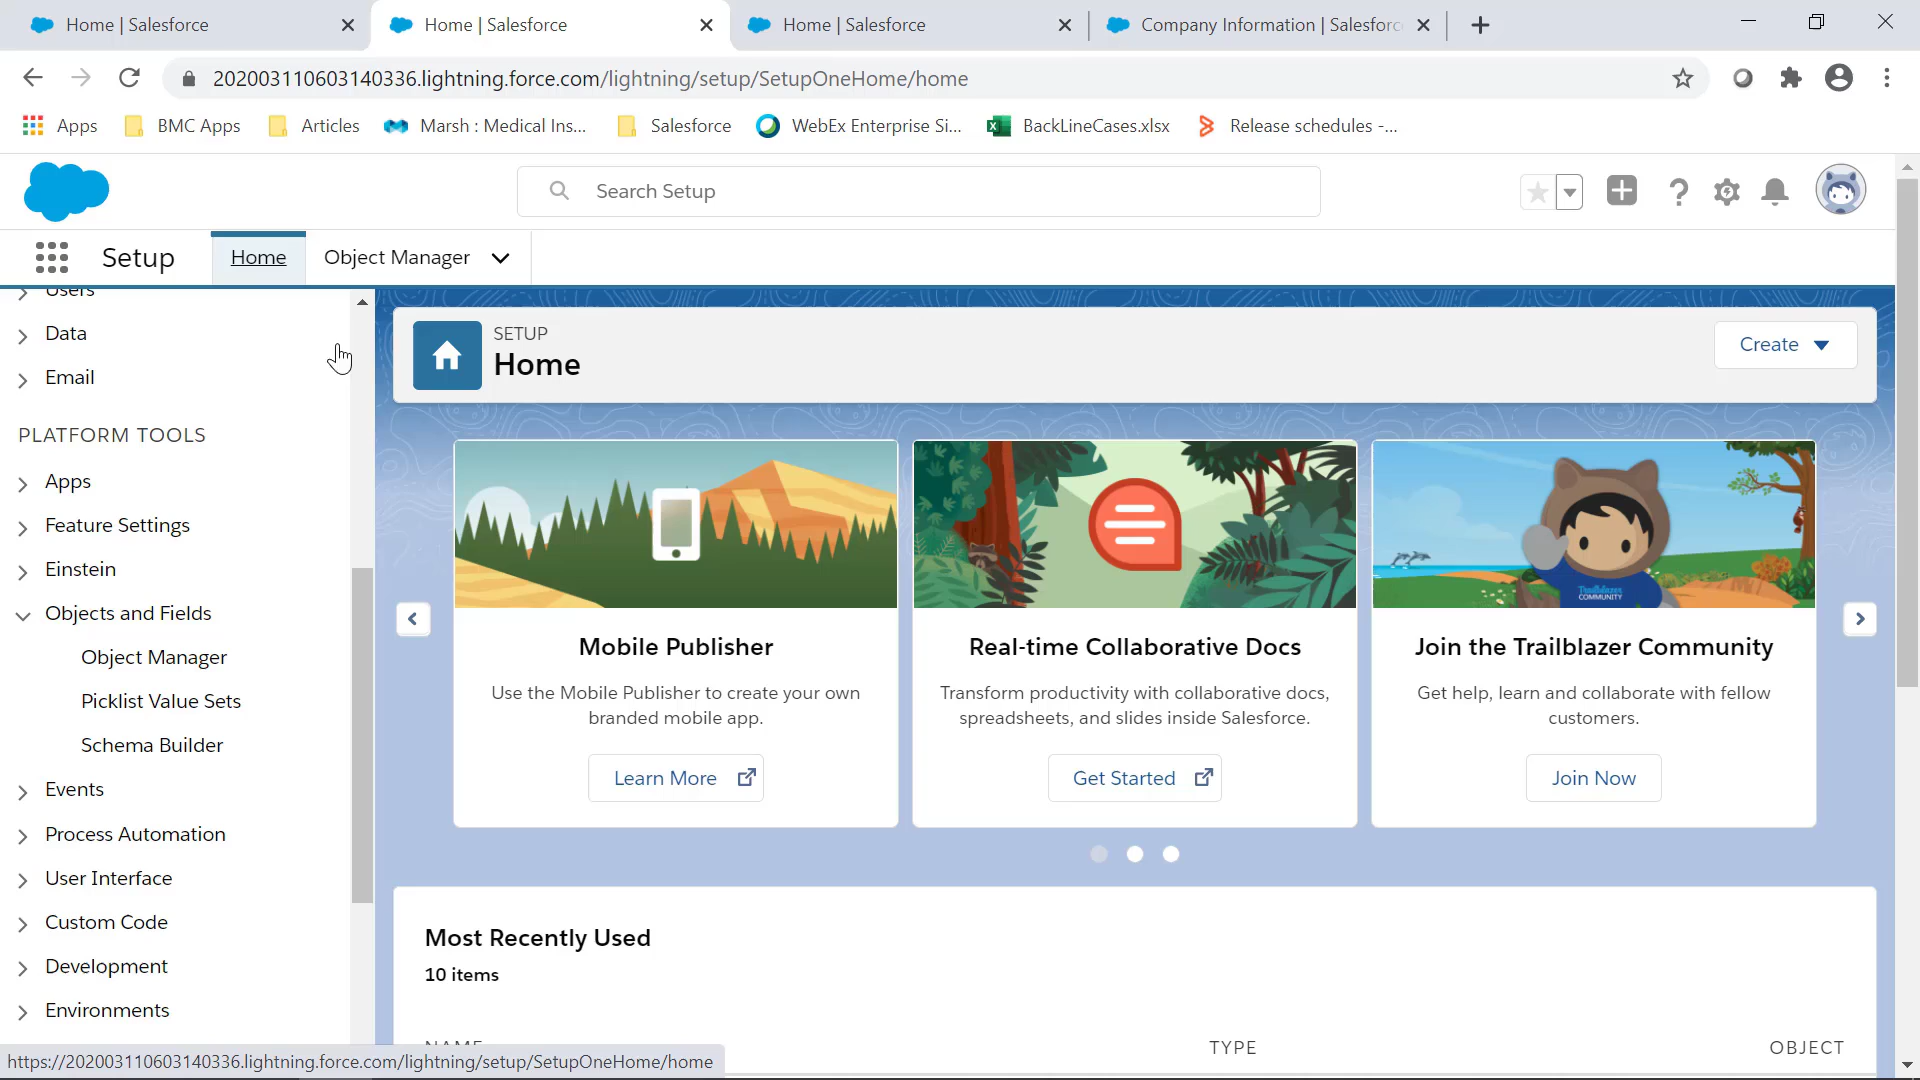 Home | Salesforce
Home | Salesforce
Home | Salesforce
Company Information | Salesforc
202003110603140336.lightning.force.com/lightning/setup/SetupOneHome/home
Apps
BMC Apps
Articles
Marsh : Medical Ins...
Salesforce
WebEx Enterprise Si...
BackLineCases.xlsx
Release schedules -...
Search Setup
Setup
Home
Object Manager
Users
Data
Email
PLATFORM TOOLS
Apps
Feature Settings
Einstein
Objects and Fields
Object Manager
Picklist Value Sets
Schema Builder
Events
Process Automation
User Interface
Custom Code
Development
Environments
SETUP
Home
Create
Mobile Publisher
Use the Mobile Publisher to create your own
branded mobile app.
Learn More
Real-time Collaborative Docs
Transform productivity with collaborative docs,
spreadsheets, and slides inside Salesforce.
Get Started
Trailblazer
COMMUNITY
Join the Trailblazer Community
Get help, learn and collaborate with fellow
customers.
Join Now
Most Recently Used
10 items
NAME
TYPE
OBJECT
https://202003110603140336.lightning.force.com/lightning/setup/SetupOneHome/home